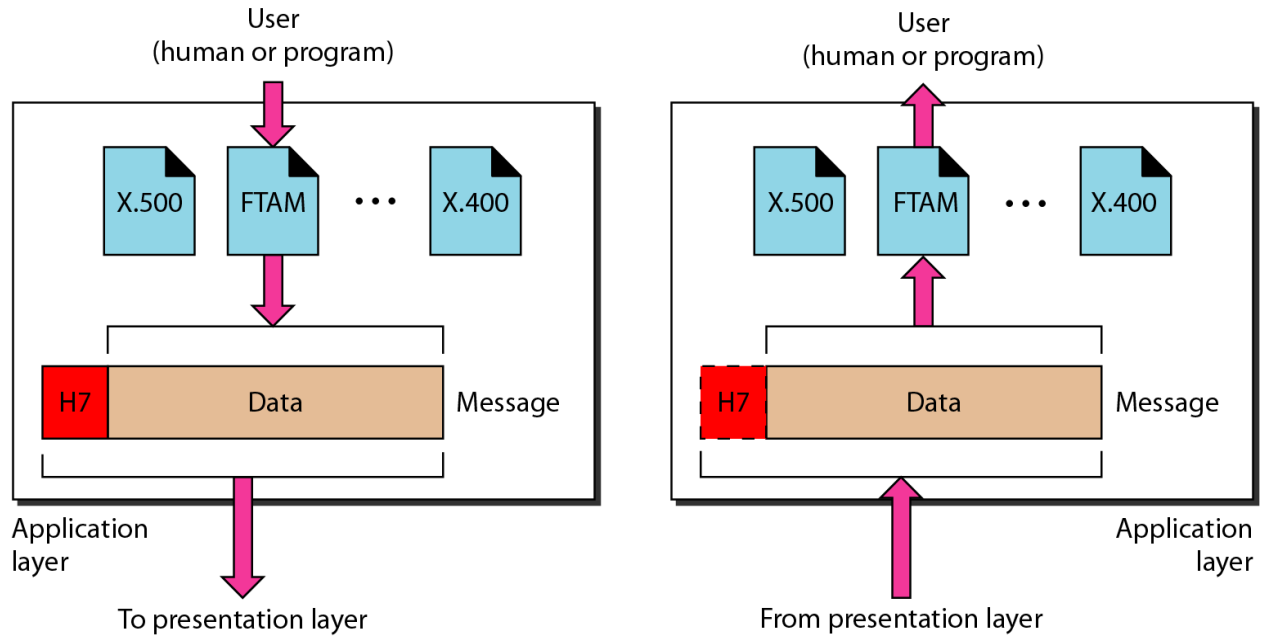 User
(human or program)
X.500
FTAM
...
X.400
H7
Data
Message
Application
layer
To presentation layer
User
(human or program)
X.500
FTAM
...
X.400
H7
Data
Message
Application
layer
From presentation layer